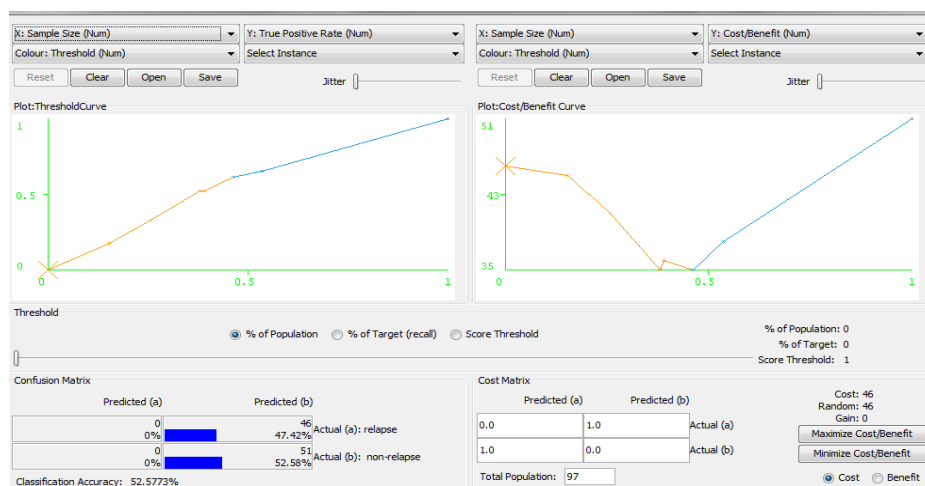 X: Sample Size (Num) Y: True Positive Rate (Num) X: Sample Size (Num) Y: Cost/Benefit (Num)
Colour: Threshold (Num) Select Instance Colour: Threshold (Num) Select Instance
Reset Clear Open Save Jitter Reset Clear Open Save Jitter
Plot:ThresholdCurve Plot:Cost/Benefit Curve
1 51
0.5 43
0 35
0 0.5 1 0 0.5 1
Threshold
% of Population % of Target (recall) Score Threshold
% of Population: 0
% of Target: 0
Score Threshold: 1
Confusion Matrix
Predicted (a) Predicted (b)
0 46
0% 47.42% Actual (a): relapse
0 51
0% 52.58% Actual (b): non-relapse
Classification Accuracy: 52.5773%
Cost Matrix
Predicted (a) Predicted (b)
0.0 1.0 Actual (a)
1.0 0.0 Actual (b)
Total Population: 97
Cost: 46
Random: 46
Gain: 0
Maximize Cost/Benefit
Minimize Cost/Benefit
Cost Benefit